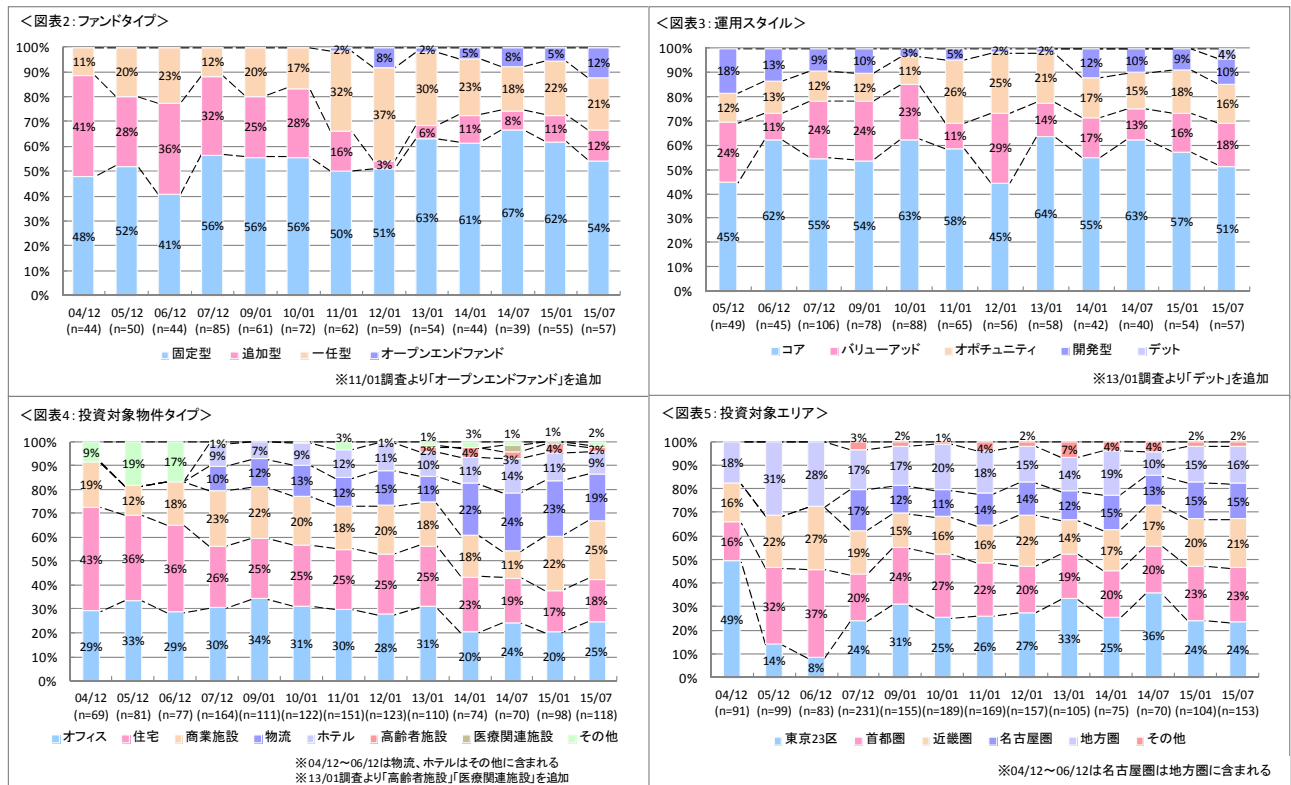 ＜図表2：ファンドタイプ＞
100%
90%
80%
70%
60%
50%
40%
30%
20%
10%
0%
11% 20% 23% 12% 20% 17% 2% 8% 2% 5% 8% 5% 12%
32% 37% 30% 23% 18% 22% 21%
41% 28% 36% 32% 25% 28% 16% 3% 6% 11% 8% 11% 12%
48% 52% 41% 56% 56% 56% 50% 51% 63% 61% 67% 62% 54%
04/12 05/12 06/12 07/12 09/01 10/01 11/01 12/01 13/01 14/01 14/07 15/01 15/07
(n=44) (n=50) (n=44) (n=85) (n=61) (n=72) (n=62) (n=59) (n=54) (n=44) (n=39) (n=55) (n=57)
固定型 追加型 一任型 オープンエンドファンド
※11/01調査より「オープンエンドファンド」を追加
＜図表3：運用スタイル＞
100%
90%
80%
70%
60%
50%
40%
30%
20%
10%
0%
2% 2% 4%
18% 13% 9% 10% 3% 5% 12% 10% 9% 10%
12% 13% 12% 12% 11% 26% 25% 21% 17% 15% 18% 16%
24% 11% 24% 24% 23% 11% 29% 14% 17% 13% 16% 18%
45% 62% 55% 54% 63% 58% 45% 64% 55% 63% 57% 51%
05/12 06/12 07/12 09/01 10/01 11/01 12/01 13/01 14/01 14/07 15/01 15/07
(n=49) (n=45) (n=106) (n=78) (n=88) (n=65) (n=56) (n=58) (n=42) (n=40) (n=54) (n=57)
コア バリューアッド オポチュニティ 開発型 デット
※13/01調査より「デット」を追加
＜図表4：投資対象物件タイプ＞
100%
90%
80%
70%
60%
50%
40%
30%
20%
10%
0%
9% 19% 17% 1% 3% 1% 1% 3% 1% 1% 2%
2% 4% 3% 4% 2%
9% 7% 9% 12% 11% 10% 11% 14% 11% 9%
10% 12% 13% 12% 15% 11% 22% 24% 23% 19%
19% 12% 18% 23% 22% 20% 18% 20% 18% 18% 11% 22% 25%
43% 36% 36% 26% 25% 25% 25% 25% 25% 23% 19% 17% 18%
29% 33% 29% 30% 34% 31% 30% 28% 31% 20% 24% 20% 25%
04/12 05/12 06/12 07/12 09/01 10/01 11/01 12/01 13/01 14/01 14/07 15/01 15/07
(n=69) (n=81) (n=77) (n=164) (n=111) (n=122) (n=151) (n=123) (n=110) (n=74) (n=70) (n=98) (n=118)
オフィス 住宅 商業施設 物流 ホテル 高齢者施設 医療関連施設 その他
※04/12～06/12は物流、ホテルはその他に含まれる
※13/01調査より「高齢者施設」「医療関連施設」を追加
＜図表5：投資対象エリア＞
100%
90%
80%
70%
60%
50%
40%
30%
20%
10%
0%
3% 2% 1% 4% 2% 7% 4% 4% 2% 2%
18% 31% 28% 17% 17% 20% 18% 15% 14% 19% 10% 15% 16%
17% 12% 11% 14% 14% 12% 15% 13% 15% 15%
16% 22% 27% 19% 15% 16% 16% 22% 14% 17% 17% 20% 21%
16% 32% 37% 20% 24% 27% 22% 20% 19% 20% 20% 23% 23%
49% 14% 8% 24% 31% 25% 26% 27% 33% 25% 36% 24% 24%
04/12 05/12 06/12 07/12 09/01 10/01 11/01 12/01 13/01 14/01 14/07 15/01 15/07
(n=91) (n=99) (n=83) (n=231) (n=155) (n=189) (n=169) (n=157) (n=105) (n=75) (n=70) (n=104) (n=153)
東京23区 首都圏 近畿圏 名古屋圏 地方圏 その他
※04/12～06/12は名古屋圏は地方圏に含まれる